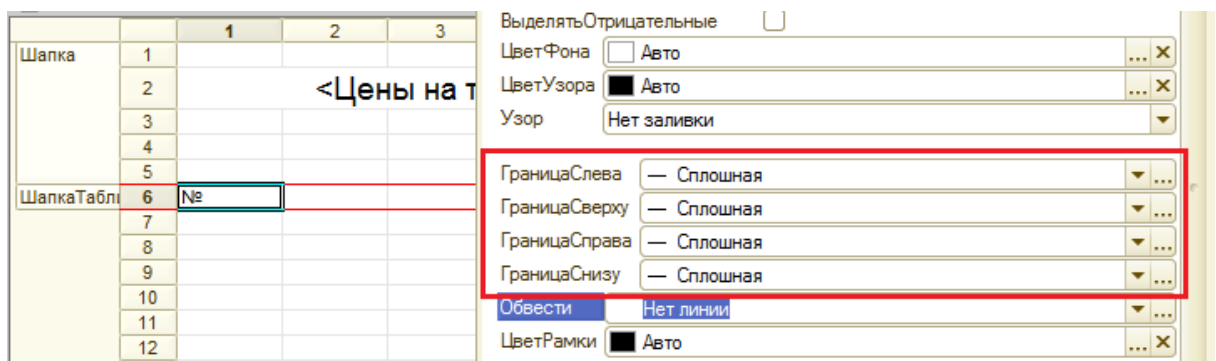 ВыделятьОтрицательные
1 2 3
Шапка 1 ЦветФона Авто ... ×
2 <Цены на т ЦветУзора Авто ... ×
3 Узор Нет заливки
4
5 ГраницаСлева — Сплошная ...
ШапкаТабл 6 № ГраницаСверху — Сплошная ...
7
8 ГраницаСправа — Сплошная ...
9 ГраницаСнизу — Сплошная ...
10 Обвести Нет линии ...
11
12 ЦветРамки Авто ... ×